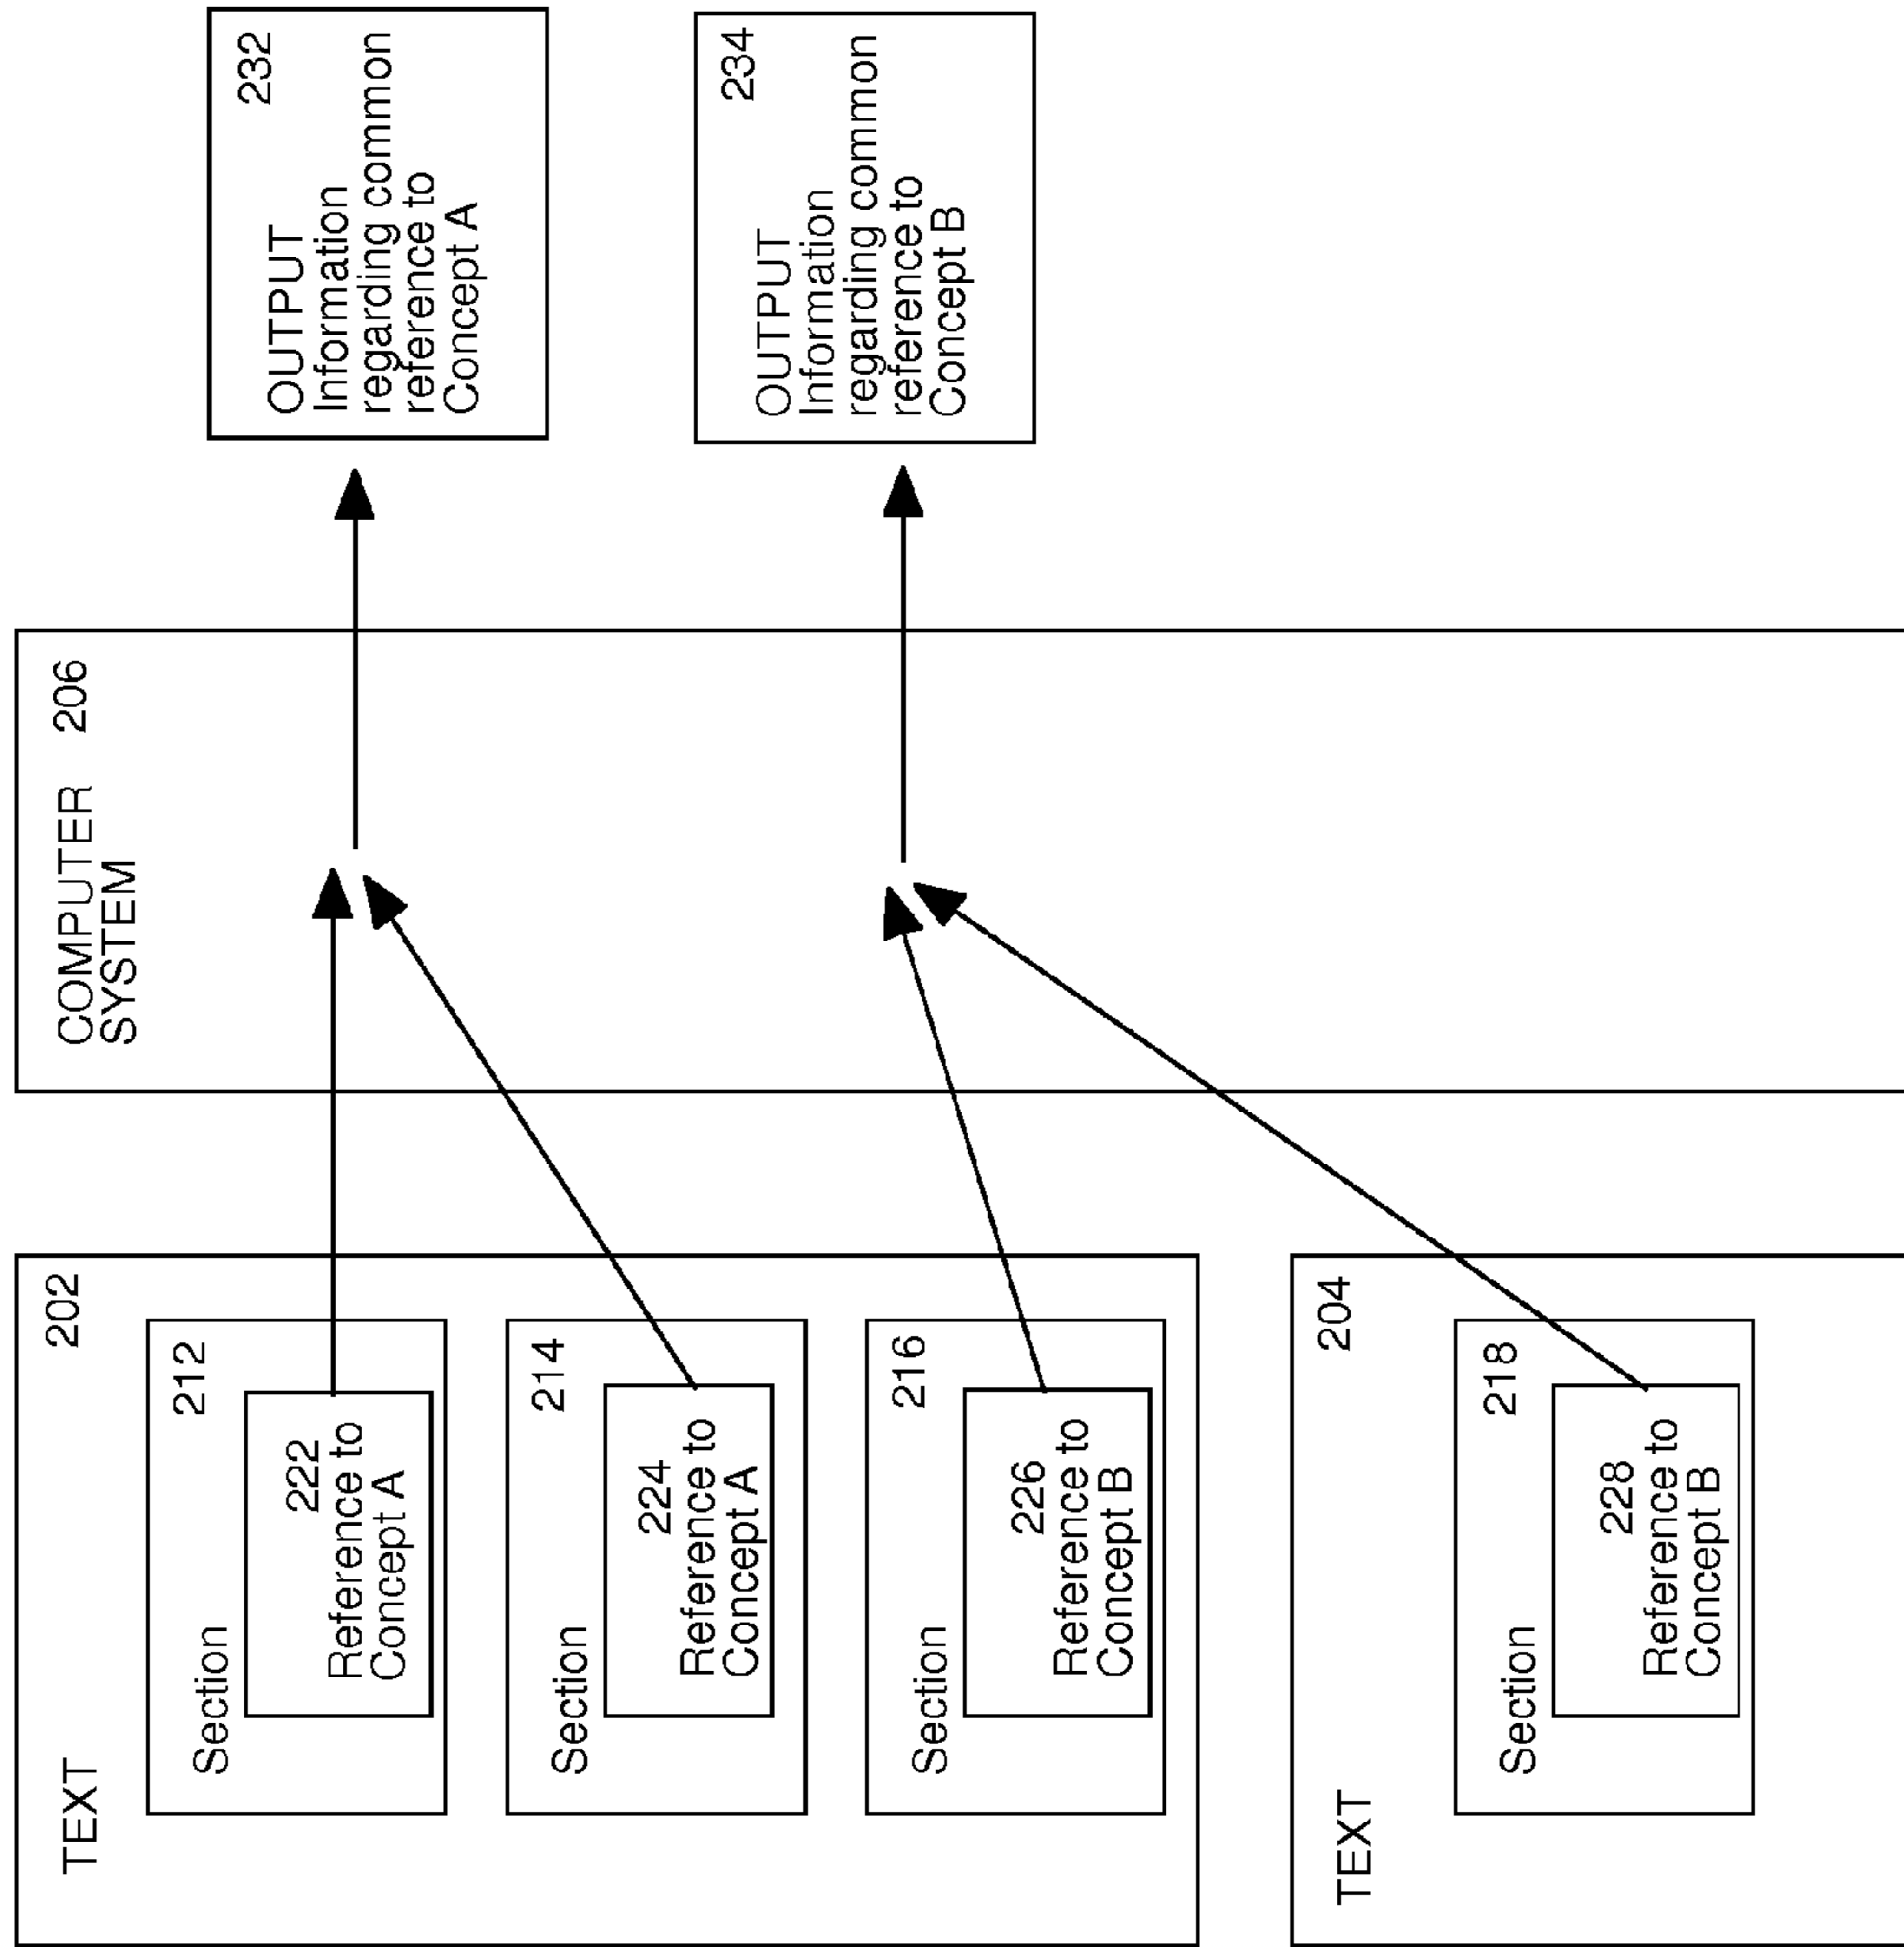 TEXT 202
Section 212
222
Reference to
Concept A
Section 214
224
Reference to
Concept A
Section 216
226
Reference to
Concept B
TEXT 204
Section 218
228
Reference to
Concept B
COMPUTER 206
SYSTEM
232
OUTPUT
Information
regarding common
reference to
Concept A
234
OUTPUT
Information
regarding common
reference to
Concept B